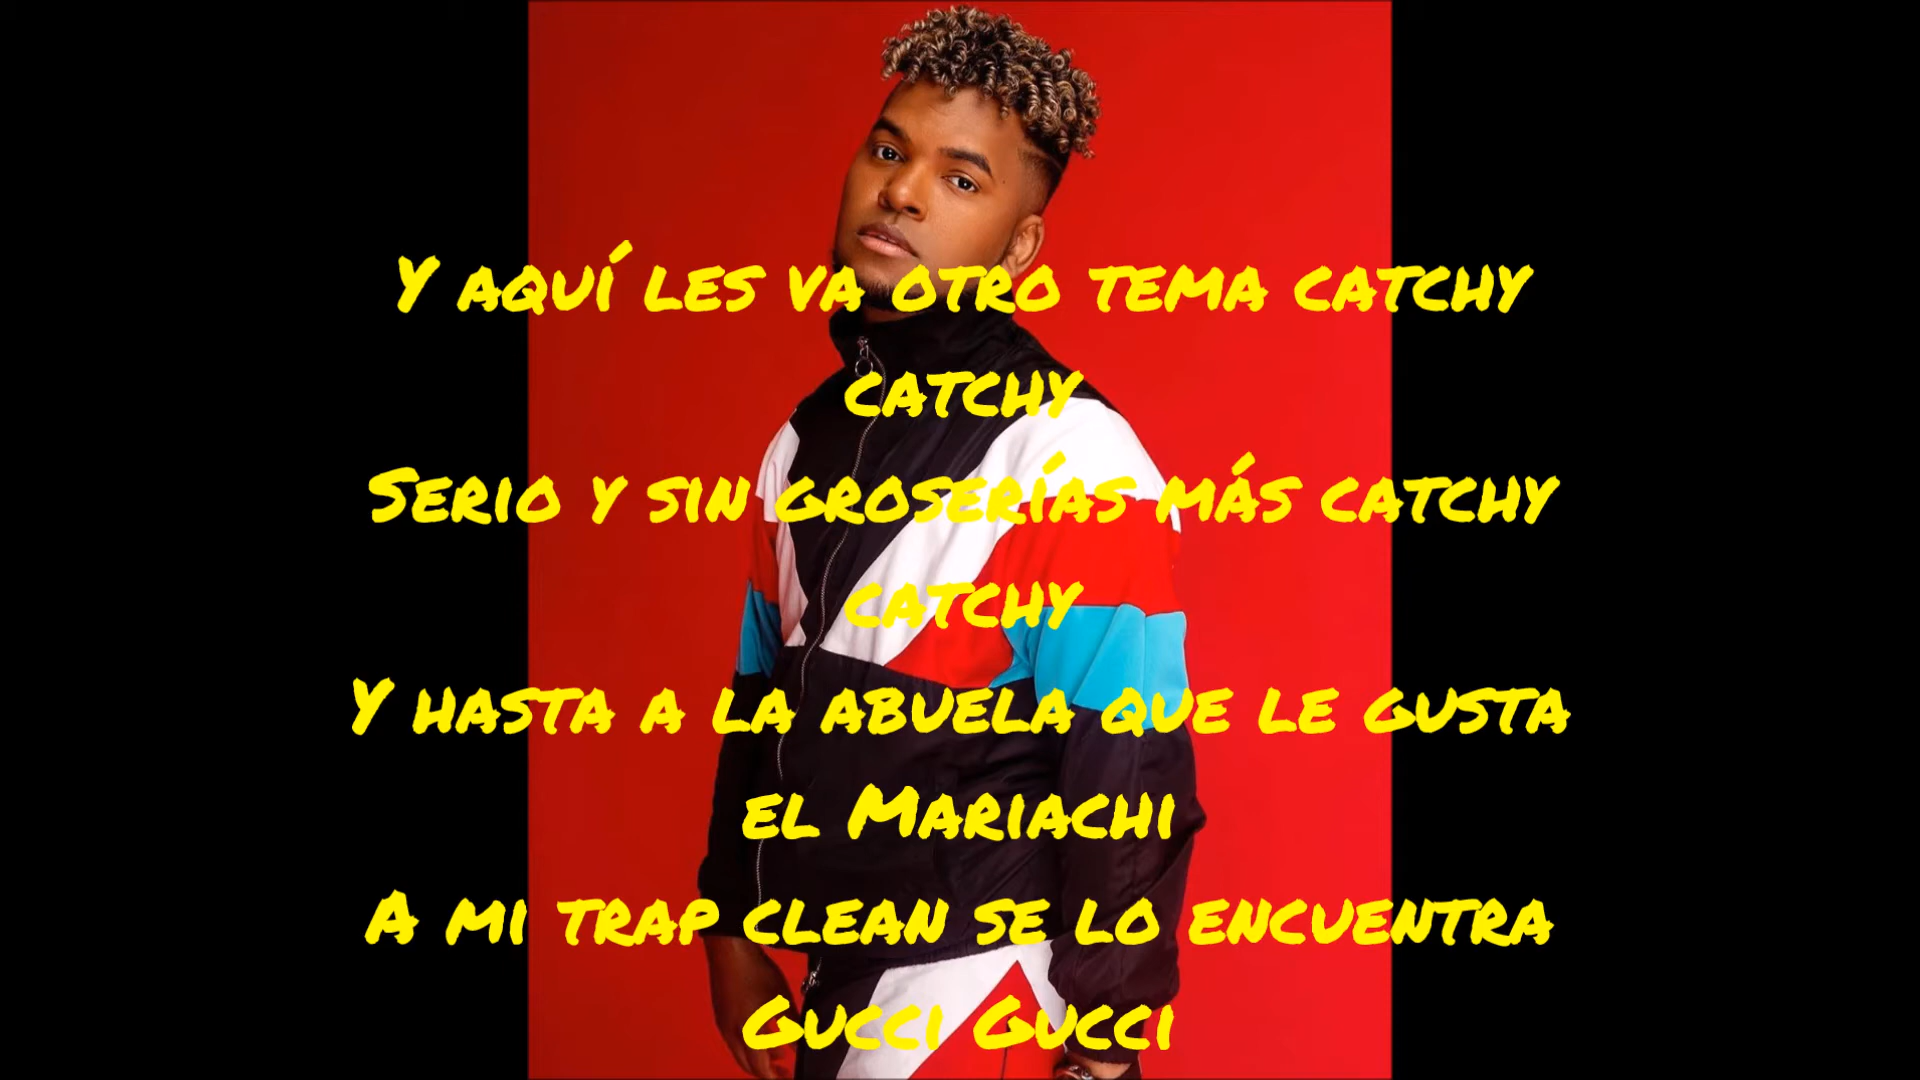 Y aquí les va otro tema catchy
catchy
Serio y sin groserías más catchy
catchy
Y hasta a la abuela que le gusta
el Mariachi
A mi trap clean se lo encuentra
Gucci Gucci